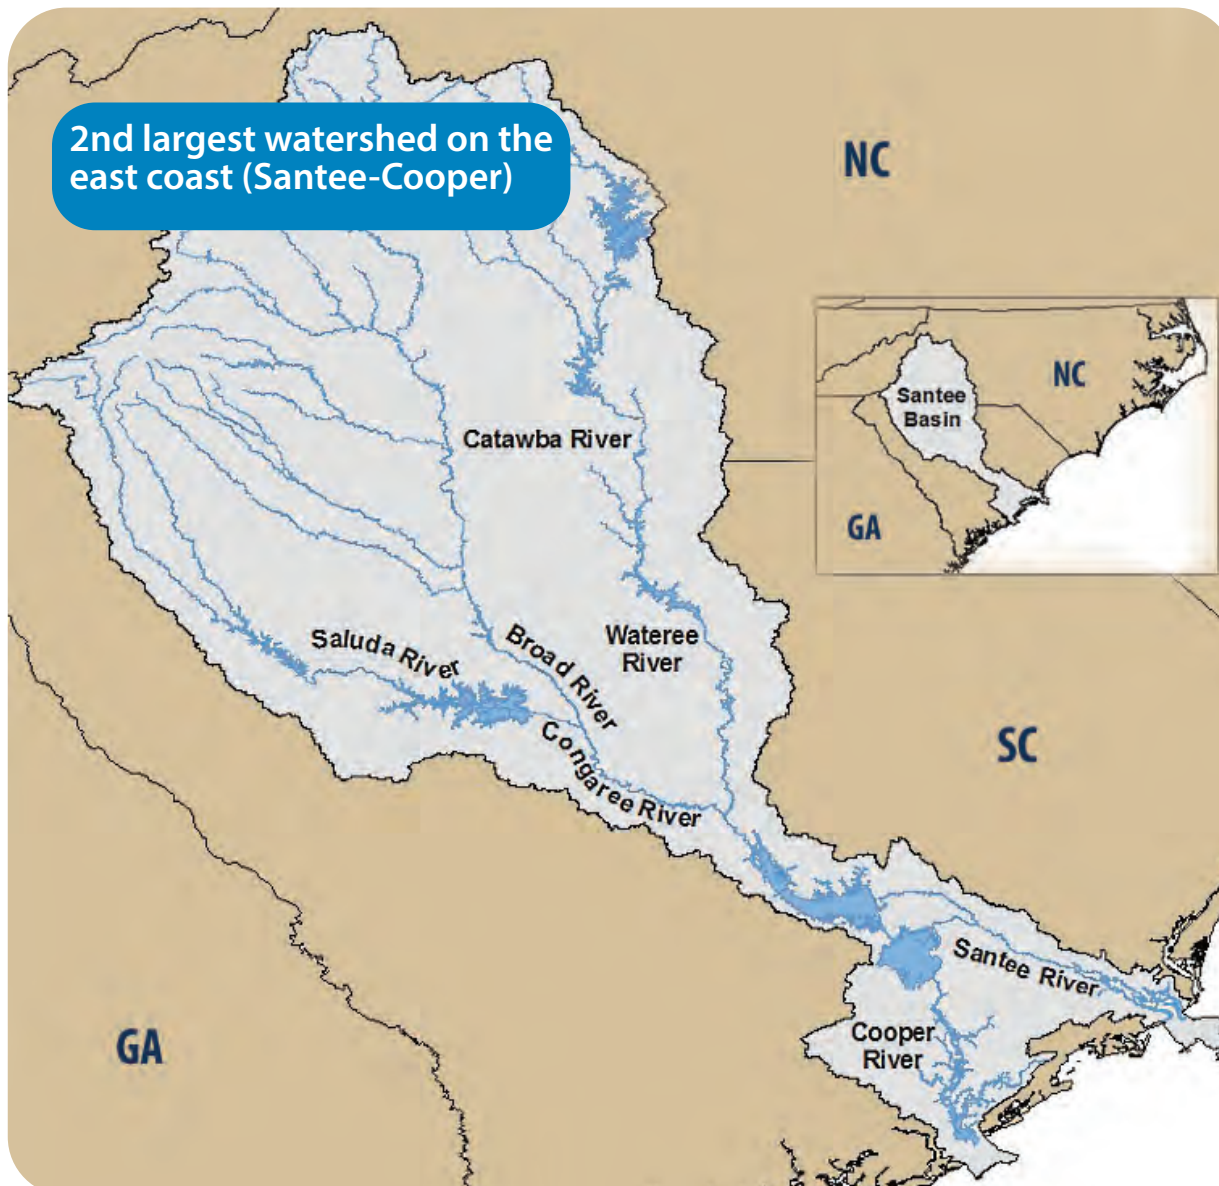 2nd largest watershed on the
east coast (Santee-Cooper)
NC
Santee
Basin
NC
GA
Catawba River
Saluda River
Broad River
Wateree
River
Congaree River
SC
Santee River
Cooper
River
GA